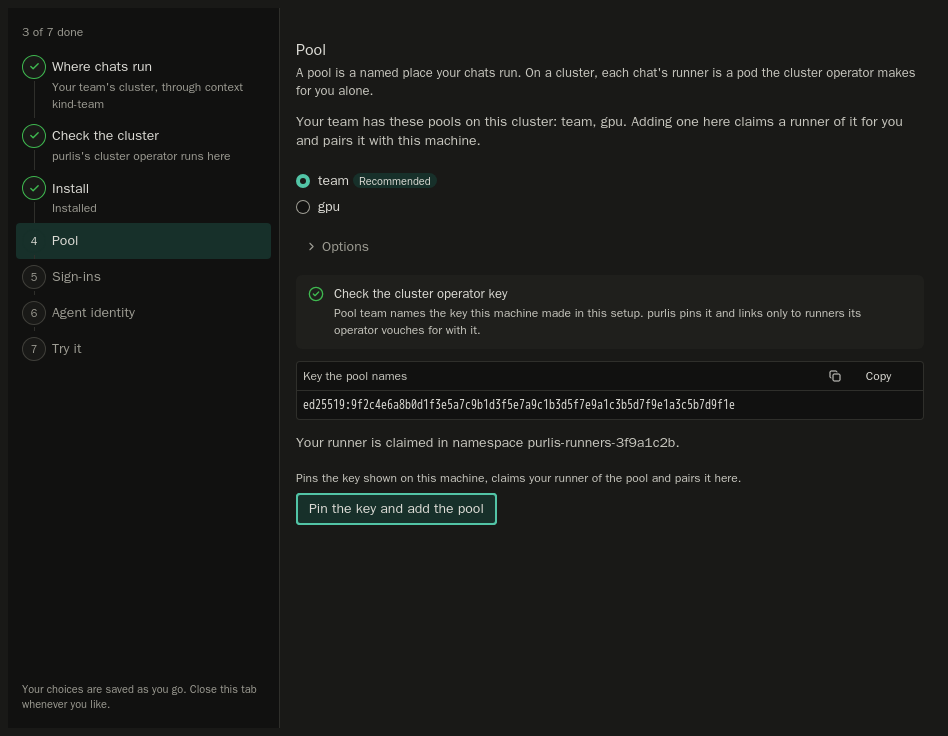 3 of 7 done
Where chats run
Your team's cluster, through context
kind-team
Check the cluster
purlis's cluster operator runs here
Install
Installed
4 Pool
5 Sign-ins
6 Agent identity
7 Try it
Your choices are saved as you go. Close this tab
whenever you like.
Pool
A pool is a named place your chats run. On a cluster, each chat's runner is a pod the cluster operator makes
for you alone.
Your team has these pools on this cluster: team, gpu. Adding one here claims a runner of it for you
and pairs it with this machine.
team Recommended
gpu
Options
Check the cluster operator key
Pool team names the key this machine made in this setup. purlis pins it and links only to runners its
operator vouches for with it.
Key the pool names Copy
ed25519:9f2c4e6a8b0d1f3e5a7c9b1d3f5e7a9c1b3d5f7e9a1c3b5d7f9e1a3c5b7d9f1e
Your runner is claimed in namespace purlis-runners-3f9a1c2b.
Pins the key shown on this machine, claims your runner of the pool and pairs it here.
Pin the key and add the pool